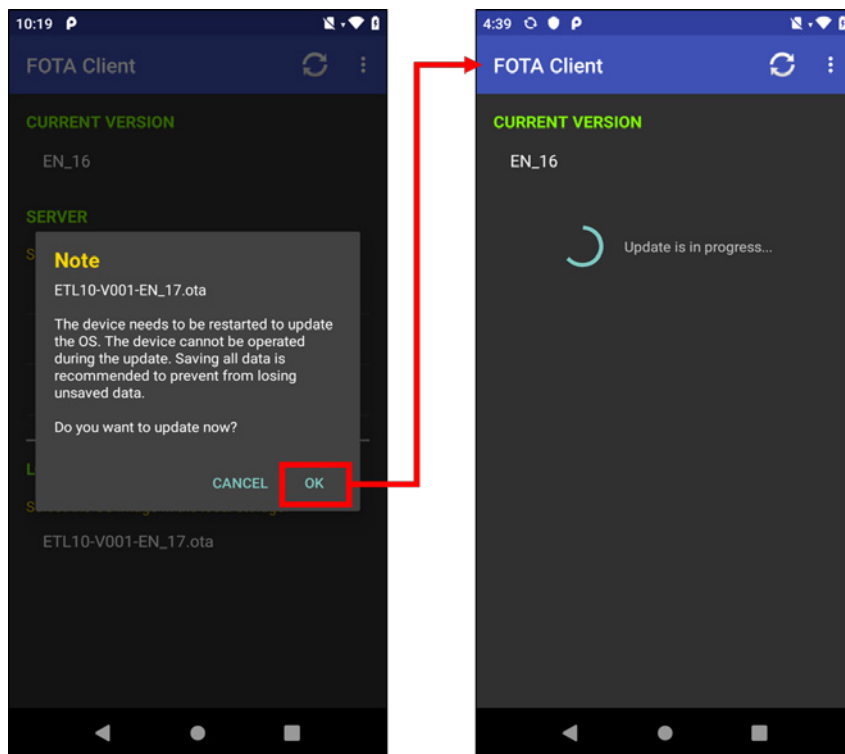 10:19
FOTA Client
CURRENT VERSION
EN_16
SERVER
S
Note
ETL10-V001-EN_17.ota
The device needs to be restarted to update
the OS. The device cannot be operated
during the update. Saving all data is
recommended to prevent from losing
unsaved data.
Do you want to update now?
CANCEL OK
L
S
ETL10-V001-EN_17.ota
4:39
FOTA Client
CURRENT VERSION
EN_16
Update is in progress...